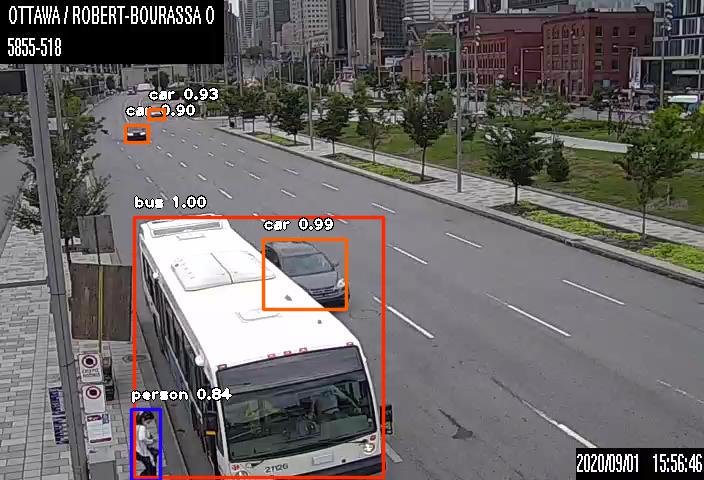 OTTAWA / ROBERT-BOURASSA O
5855-518
car 0.93
car 0.90
bus 1.00
car 0.99
person 0.84
21126
2020/09/01 15:56:46